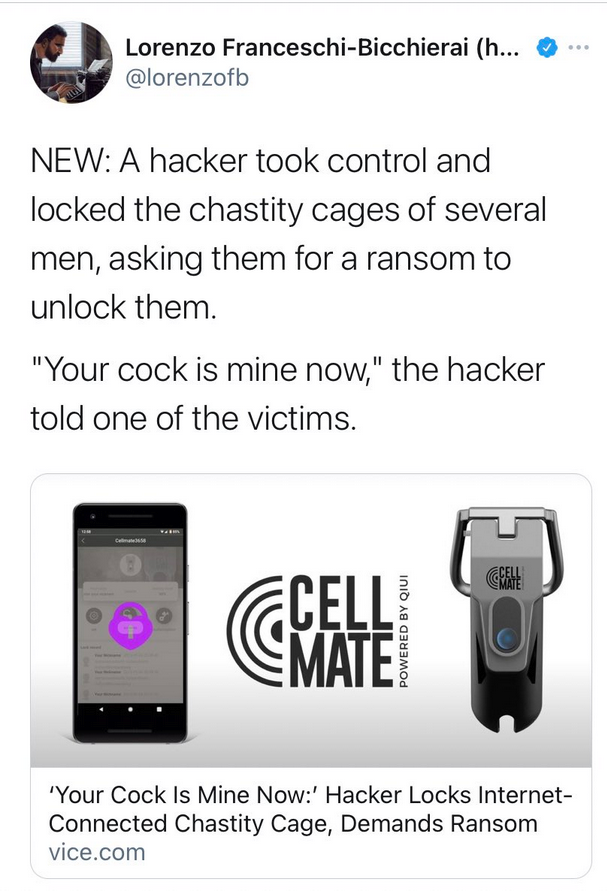 Lorenzo Franceschi-Bicchierai (h...
@lorenzofb
NEW: A hacker took control and
locked the chastity cages of several
men, asking them for a ransom to
unlock them.
"Your cock is mine now," the hacker
told one of the victims.
Cellmate3658
CELL
MATE
POWERED BY QIUI
CELL
MATE
‘Your Cock Is Mine Now:’ Hacker Locks Internet-
Connected Chastity Cage, Demands Ransom
vice.com